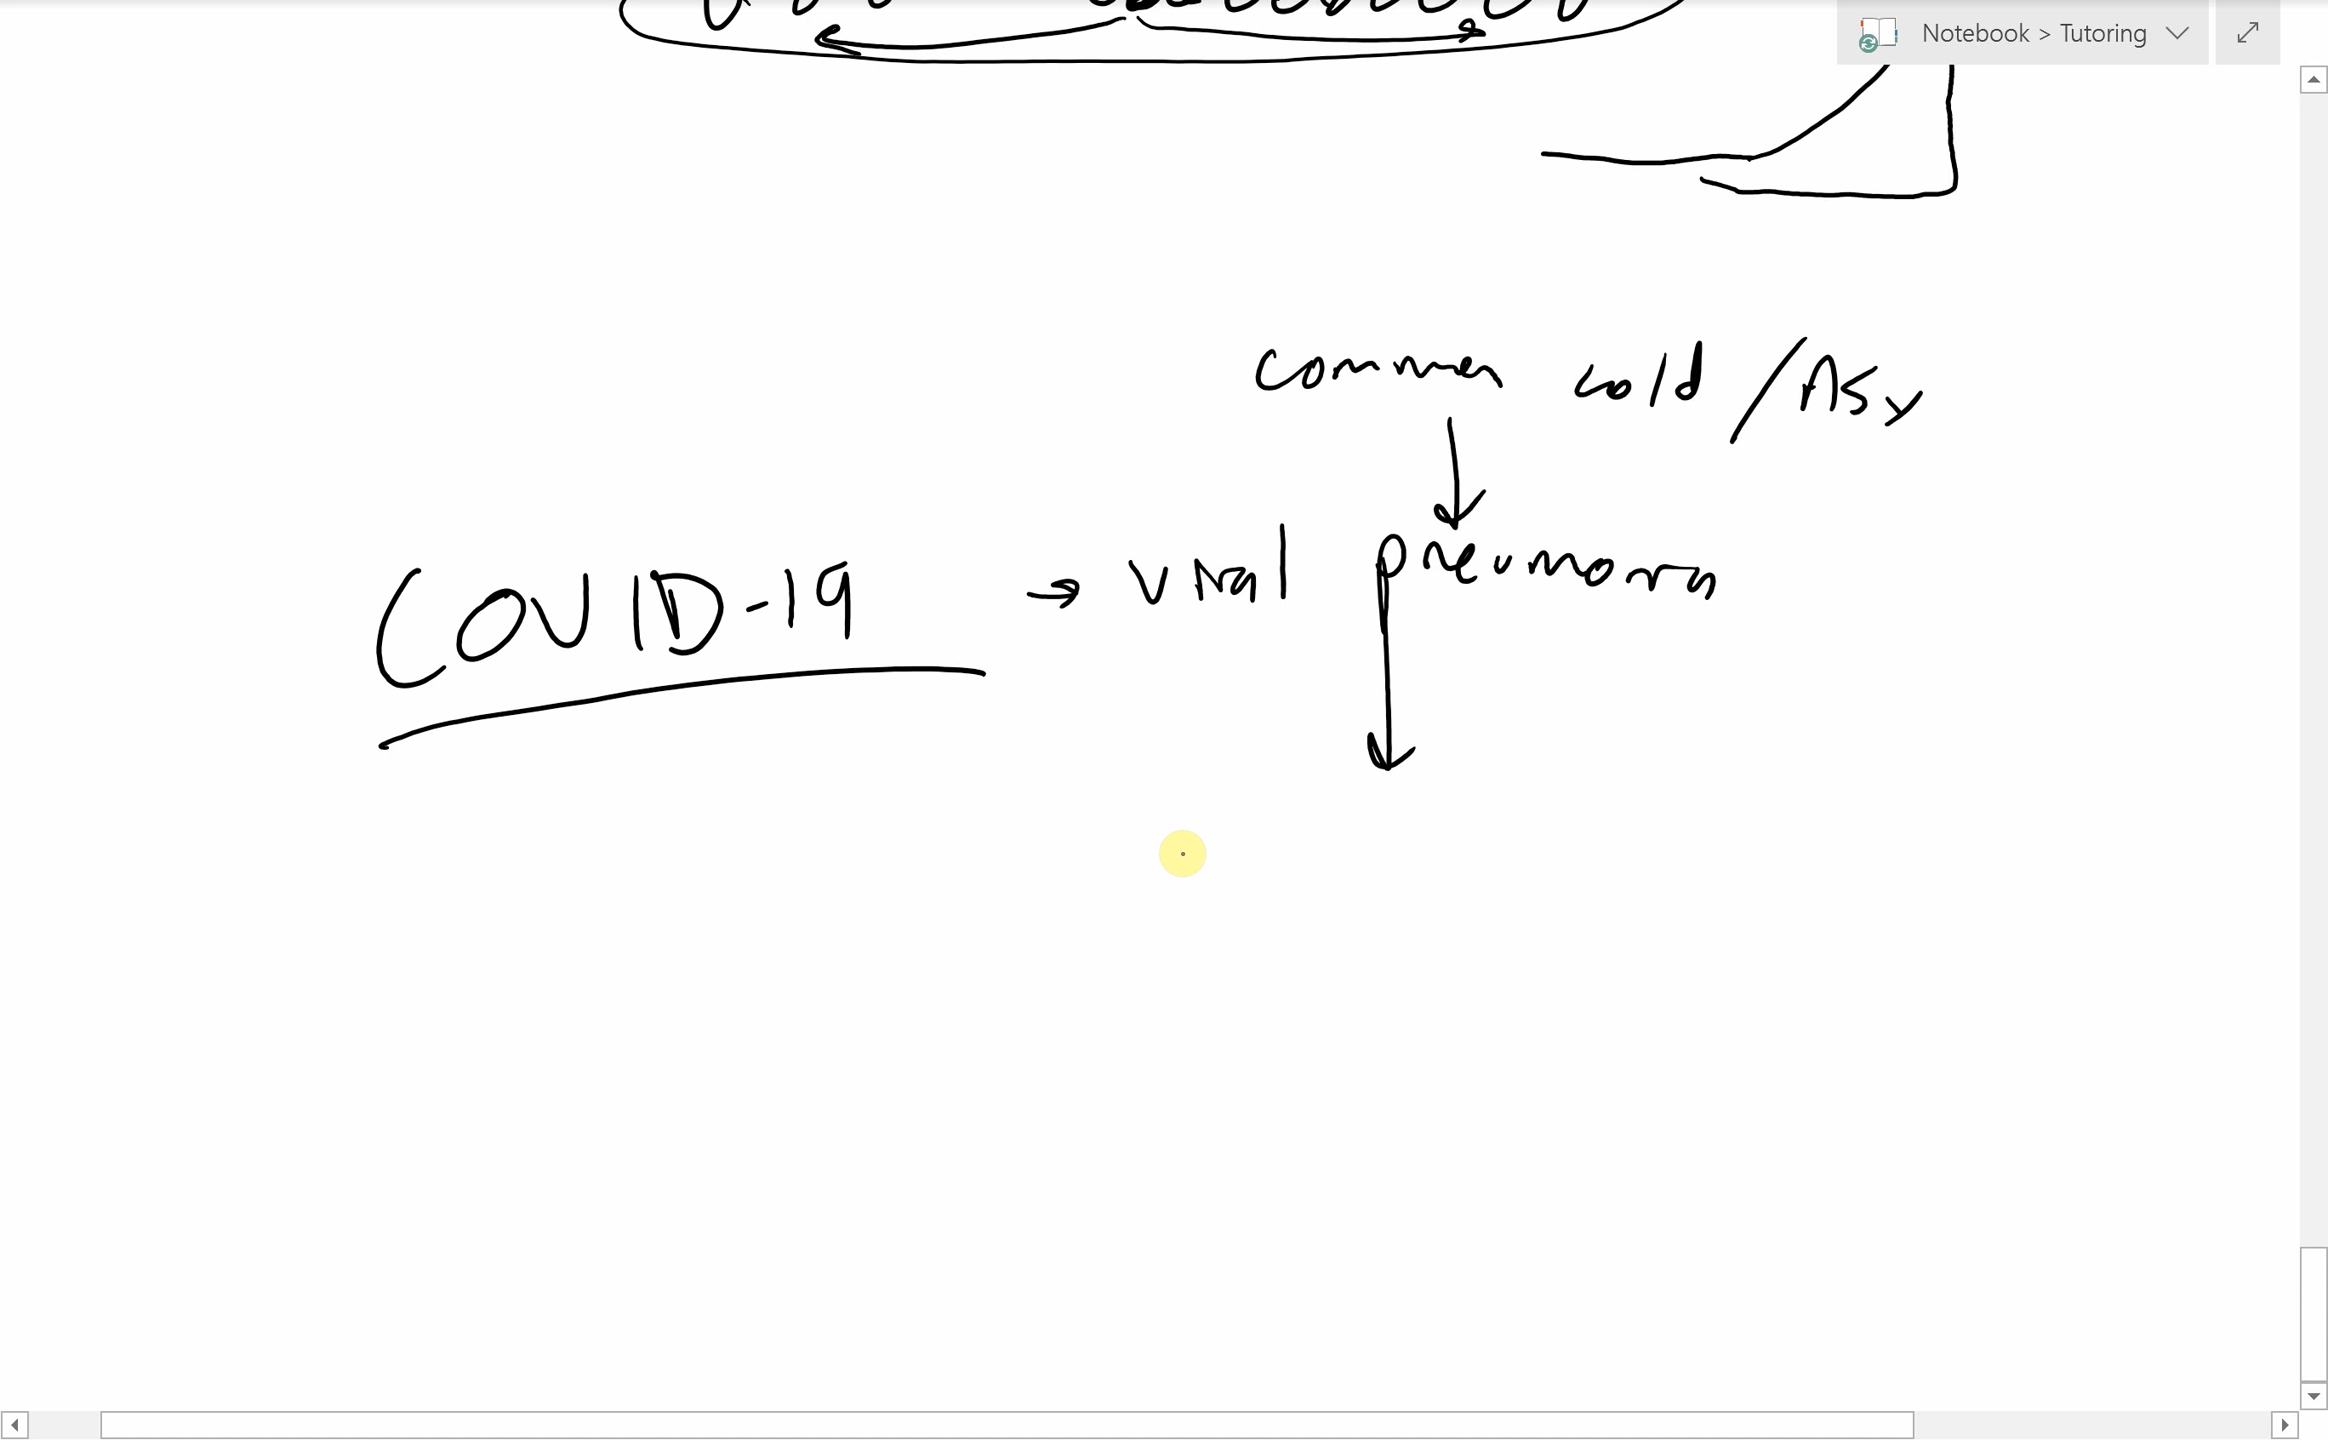 Notebook > Tutoring
common cold / ASx
COVID-19 → viral pneumonia